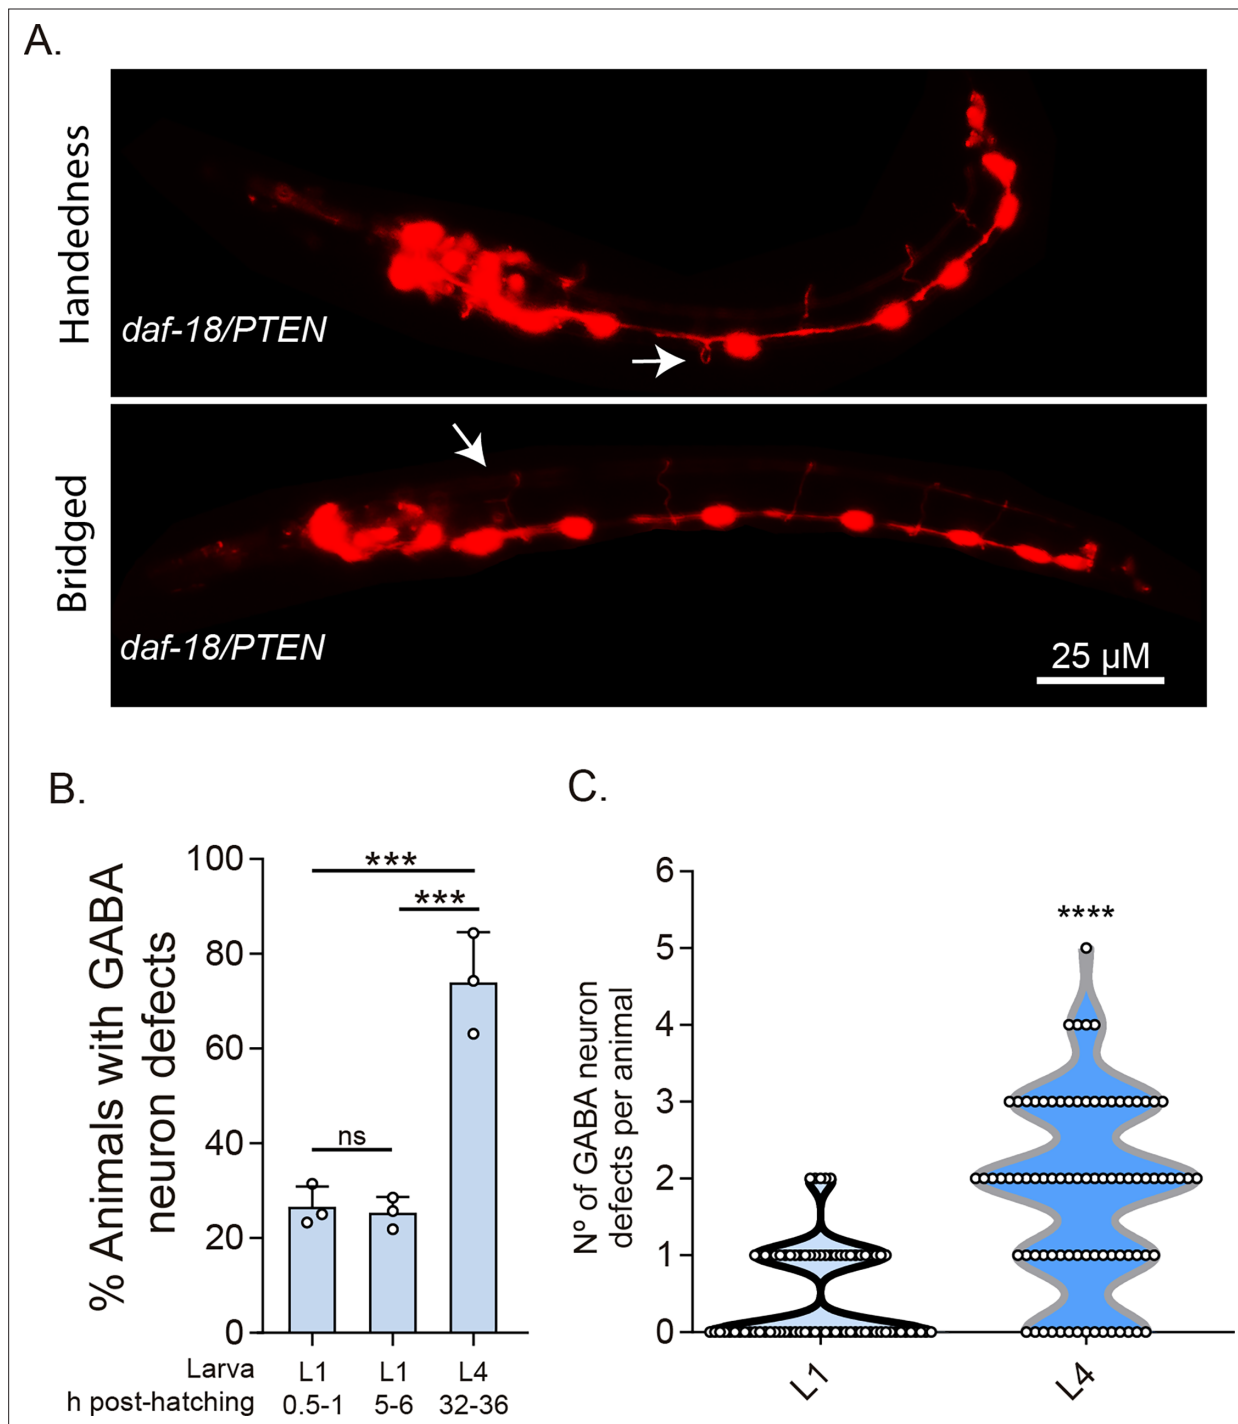 A.
Handedness
daf-18/PTEN
Bridged
daf-18/PTEN
25 µM
B.
% Animals with GABA
neuron defects
100
80
60
40
20
0
***
***
ns
Larva L1 L1 L4
h post-hatching 0.5-1 5-6 32-36
C.
Nº of GABA neuron
defects per animal
6
5
4
3
2
1
0
****
L1
L4